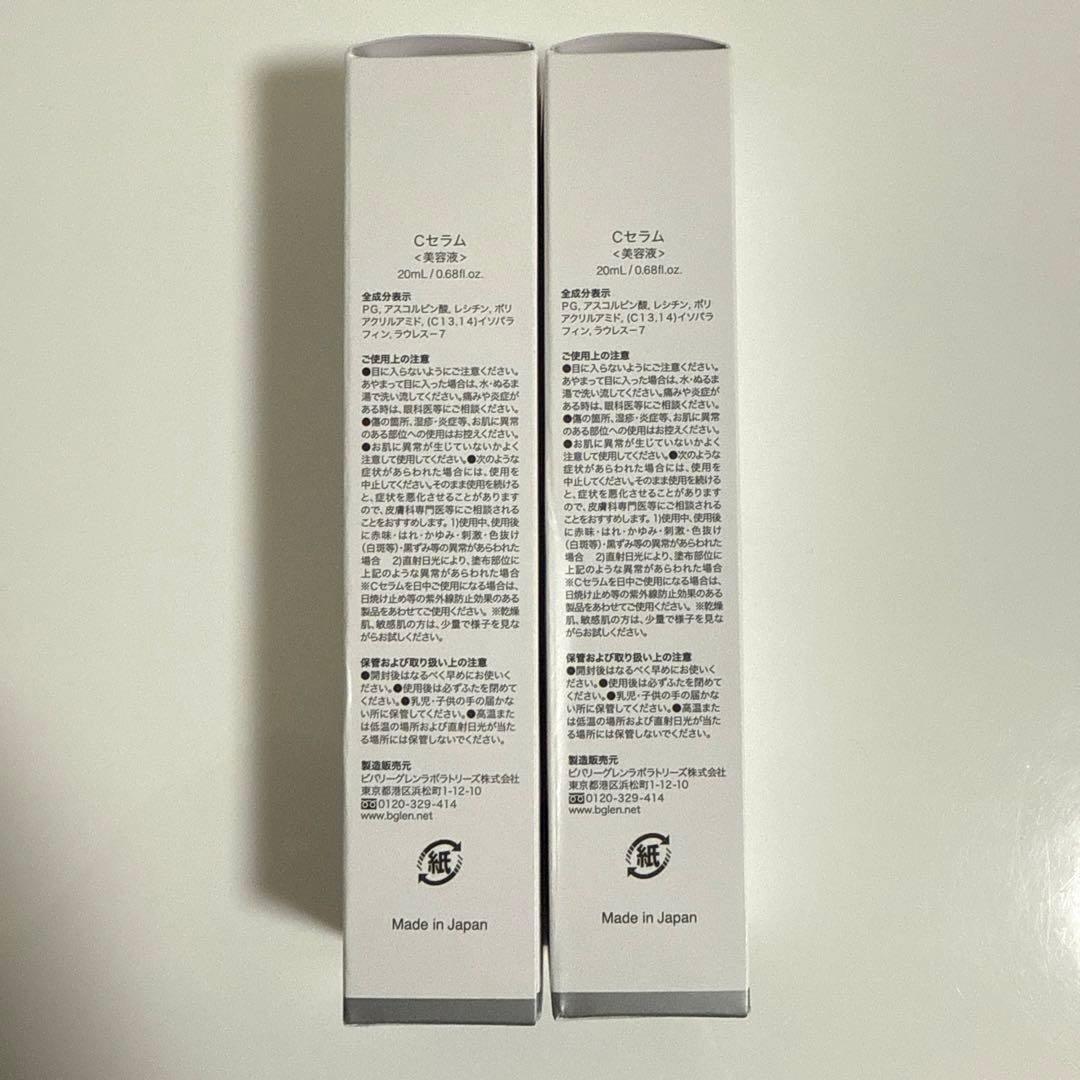 Cセラム
<美容液>
20mL / 0.68fl.oz.
全成分表示
PG, アスコルビン酸, レシチン, ポリ
アクリルアミド, (C13,14)イソパラ
フィン, ラウレス－7
ご使用上の注意
●目に入らないようにご注意ください。
あやまって目に入った場合は、水・ぬるま
湯で洗い流してください。痛みや炎症が
ある時は、眼科医等にご相談ください。
●傷の箇所、湿疹・炎症等、お肌に異常
のある部位への使用はお控えください。
●お肌に異常が生じていないかよく
注意して使用してください。●次のような
症状があらわれた場合には、使用を
中止してください。そのまま使用を続ける
と、症状を悪化させることがあります
ので、皮膚科専門医等にご相談される
ことをおすすめします。1)使用中、使用後
に赤味・はれ・かゆみ・刺激・色抜け
(白斑等)・黒ずみ等の異常があらわれた
場合　2)直射日光により、塗布部位に
上記のような異常があらわれた場合
※Cセラムを日中ご使用になる場合は、
日焼け止め等の紫外線防止効果のある
製品をあわせてご使用ください。※乾燥
肌、敏感肌の方は、少量で様子を見な
がらお試しください。
保管および取り扱い上の注意
●開封後はなるべく早めにお使いく
ださい。●使用後は必ずふたを閉めて
ください。●乳児・子供の手の届かな
い所に保管してください。●高温また
は低温の場所および直射日光が当た
る場所には保管しないでください。
製造販売元
ビバリーグレンラボラトリーズ株式会社
東京都港区浜松町1-12-10
0120-329-414
www.bglen.net
紙
Made in Japan
Cセラム
<美容液>
20mL / 0.68fl.oz.
全成分表示
PG, アスコルビン酸, レシチン, ポリ
アクリルアミド, (C13,14)イソパラ
フィン, ラウレス－7
ご使用上の注意
●目に入らないようにご注意ください。
あやまって目に入った場合は、水・ぬるま
湯で洗い流してください。痛みや炎症が
ある時は、眼科医等にご相談ください。
●傷の箇所、湿疹・炎症等、お肌に異常
のある部位への使用はお控えください。
●お肌に異常が生じていないかよく
注意して使用してください。●次のような
症状があらわれた場合には、使用を
中止してください。そのまま使用を続ける
と、症状を悪化させることがあります
ので、皮膚科専門医等にご相談される
ことをおすすめします。1)使用中、使用後
に赤味・はれ・かゆみ・刺激・色抜け
(白斑等)・黒ずみ等の異常があらわれた
場合　2)直射日光により、塗布部位に
上記のような異常があらわれた場合
※Cセラムを日中ご使用になる場合は、
日焼け止め等の紫外線防止効果のある
製品をあわせてご使用ください。※乾燥
肌、敏感肌の方は、少量で様子を見な
がらお試しください。
保管および取り扱い上の注意
●開封後はなるべく早めにお使いく
ださい。●使用後は必ずふたを閉めて
ください。●乳児・子供の手の届かな
い所に保管してください。●高温また
は低温の場所および直射日光が当た
る場所には保管しないでください。
製造販売元
ビバリーグレンラボラトリーズ株式会社
東京都港区浜松町1-12-10
0120-329-414
www.bglen.net
紙
Made in Japan